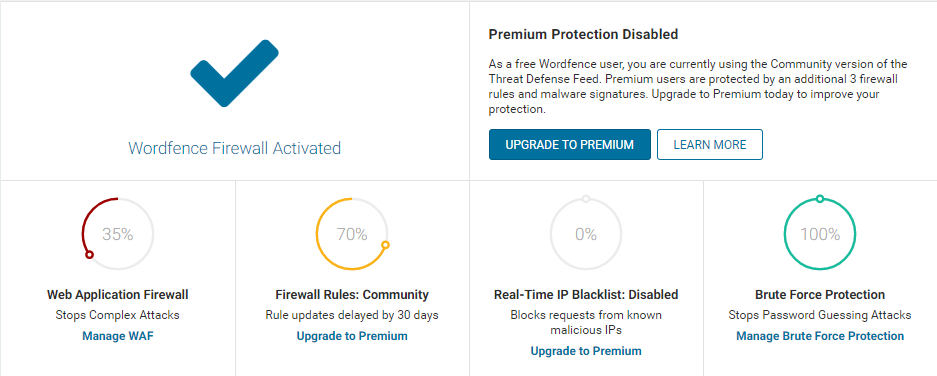 Wordfence Firewall Activated
Premium Protection Disabled
As a free Wordfence user, you are currently using the Community version of the
Threat Defense Feed. Premium users are protected by an additional 3 firewall
rules and malware signatures. Upgrade to Premium today to improve your
protection.
UPGRADE TO PREMIUM
LEARN MORE
35%
Web Application Firewall
Stops Complex Attacks
Manage WAF
70%
Firewall Rules: Community
Rule updates delayed by 30 days
Upgrade to Premium
0%
Real-Time IP Blacklist: Disabled
Blocks requests from known
malicious IPs
Upgrade to Premium
100%
Brute Force Protection
Stops Password Guessing Attacks
Manage Brute Force Protection